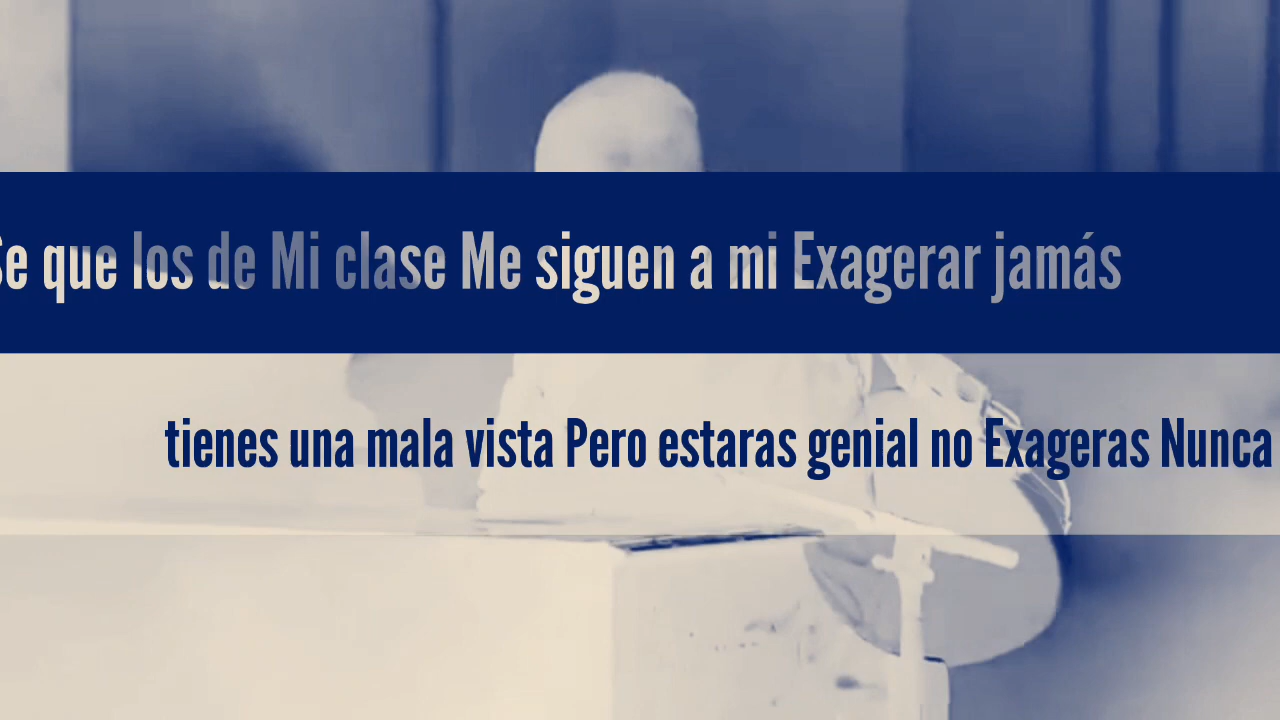 Se que los de Mi clase Me siguen a mi Exagerar jamás
tienes una mala vista Pero estaras genial no Exageras Nunca